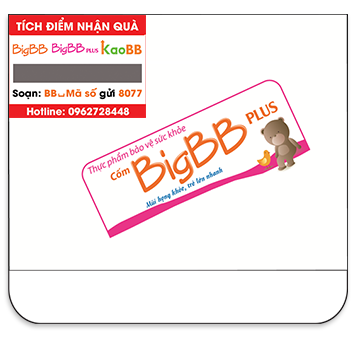 TÍCH ĐIỂM NHẬN QUÀ
BigBB BigBB PLUS KaoBB
Soạn: BB␣Mã số gửi 8077
Hotline: 0962728448
Thực phẩm bảo vệ sức khỏe
Cốm BigBB PLUS
Mũi họng khỏe, trẻ lớn nhanh